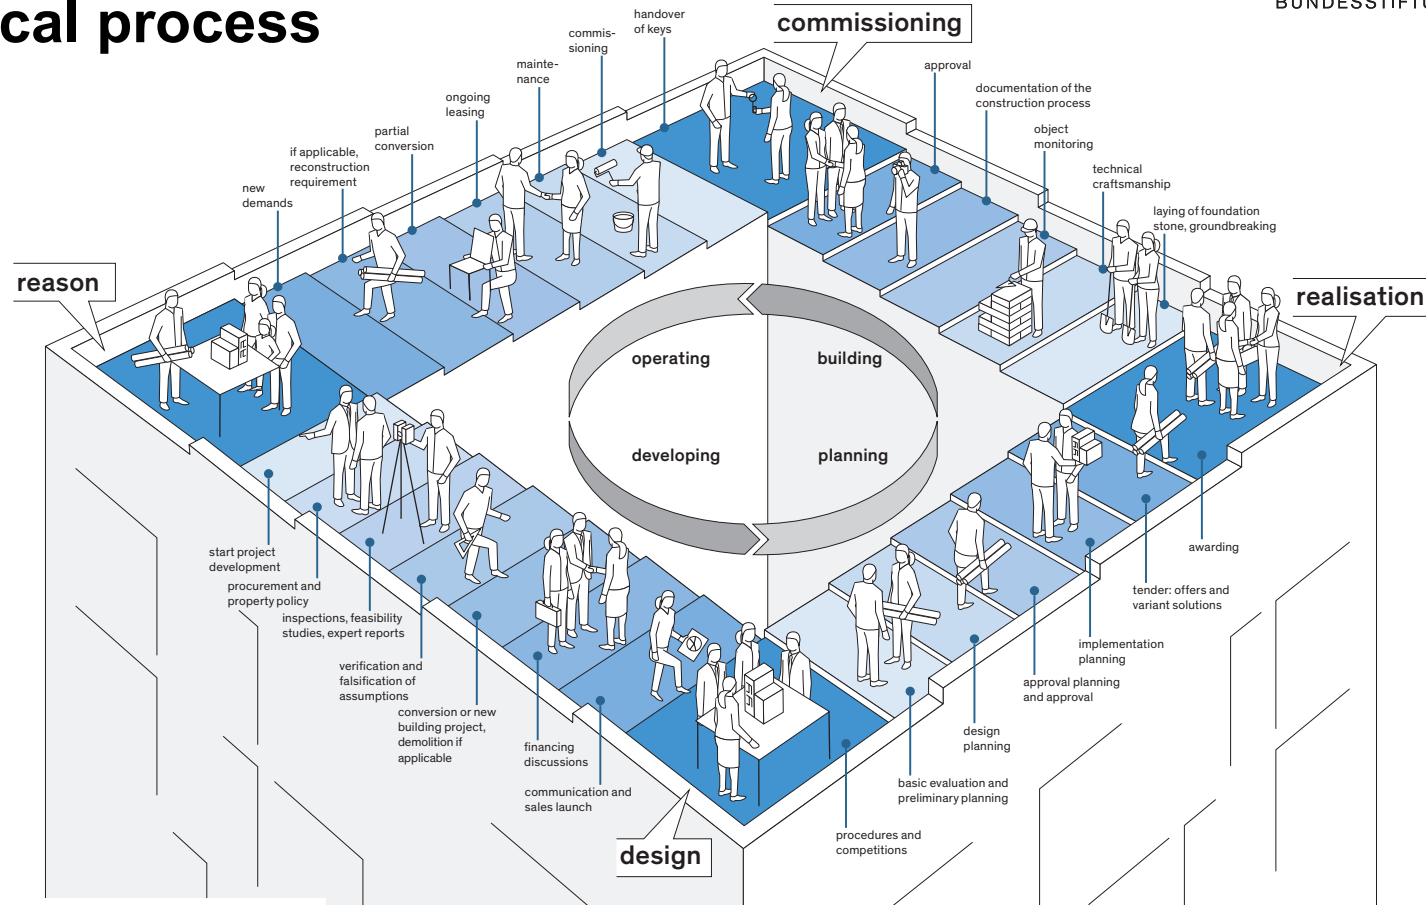 cal process
BUNDESSTIFTU
commissioning
handover
of keys
commis-
sioning
mainte-
nance
ongoing
leasing
partial
conversion
if applicable,
reconstruction
requirement
new
demands
reason
approval
documentation of the
construction process
object
monitoring
technical
craftsmanship
laying of foundation
stone, groundbreaking
realisation
operating
building
developing
planning
start project
development
procurement and
property policy
inspections, feasibility
studies, expert reports
verification and
falsification of
assumptions
conversion or new
building project,
demolition if
applicable
financing
discussions
communication and
sales launch
design
procedures and
competitions
basic evaluation and
preliminary planning
design
planning
approval planning
and approval
implementation
planning
tender: offers and
variant solutions
awarding